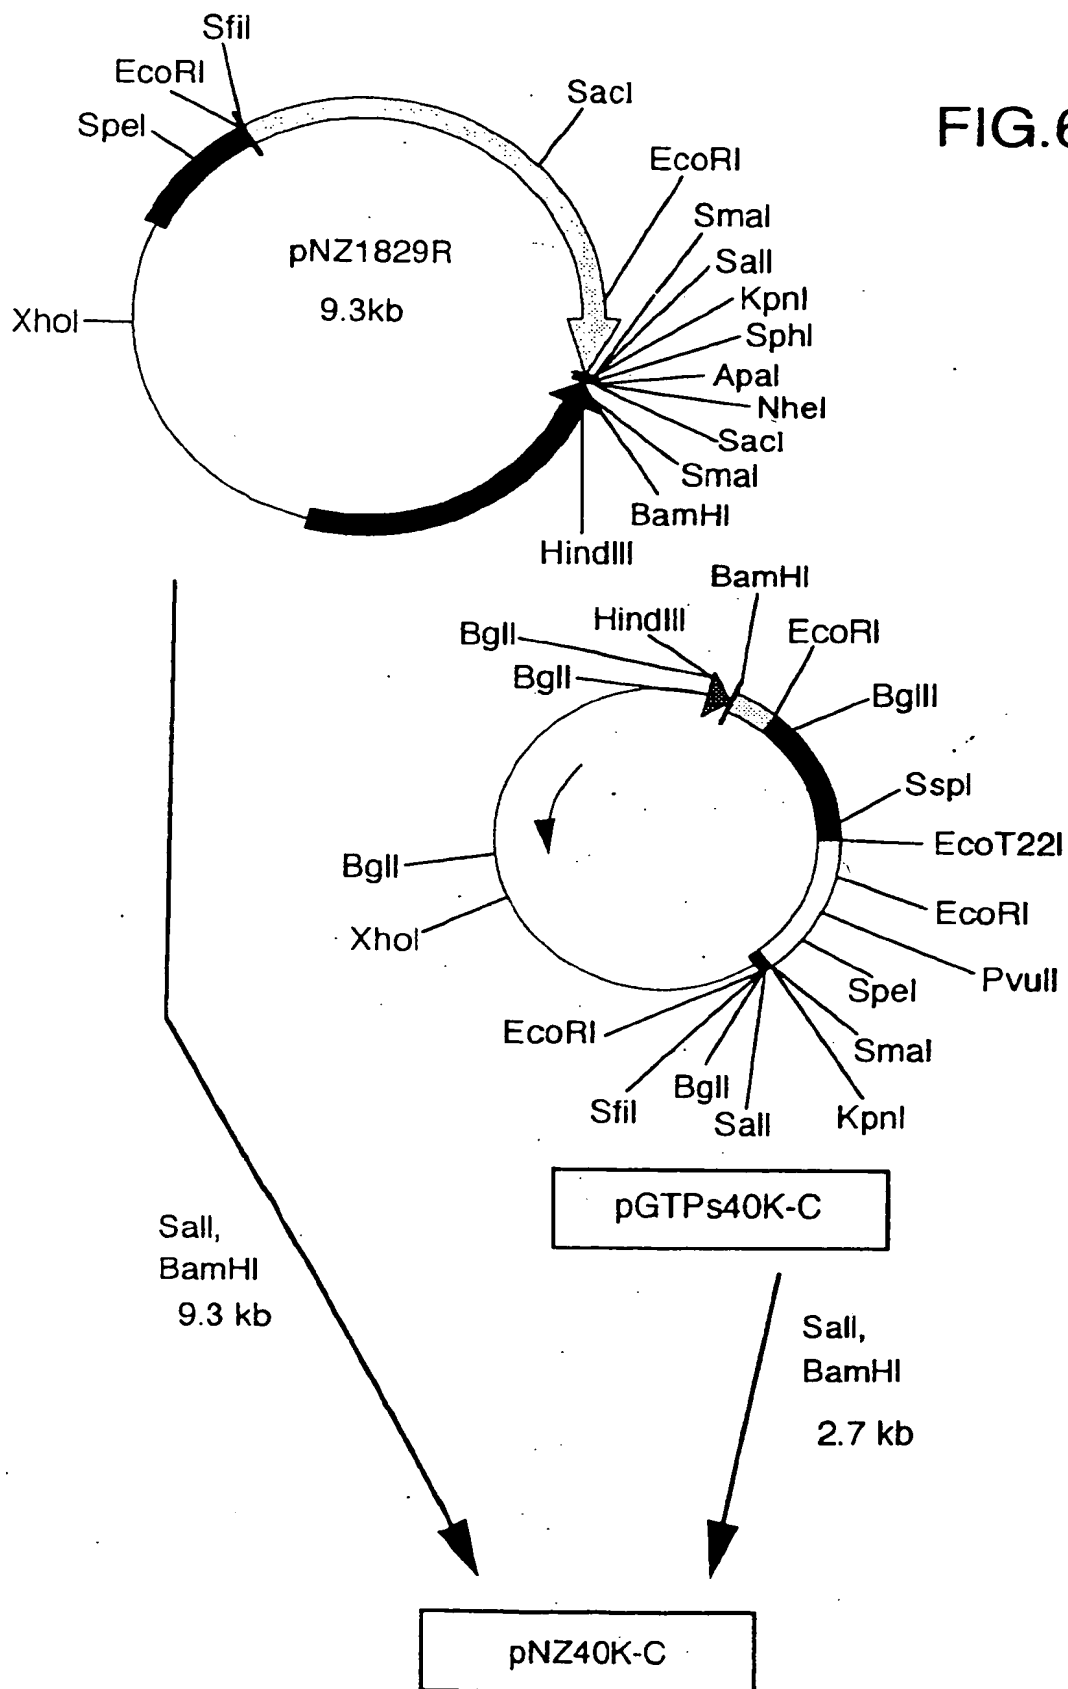 FIG.6
SfiI
EcoRI
SpeI
SacI
EcoRI
SmaI
SalI
KpnI
SphI
ApaI
NheI
SacI
SmaI
BamHI
HindIII
XhoI
pNZ1829R
9.3kb
BamHI
HindIII
EcoRI
BglI
BglI
BglII
SspI
EcoT22I
EcoRI
PvuII
SpeI
SmaI
KpnI
SalI
BglI
SfiI
EcoRI
XhoI
BglI
pGTPs40K-C
SalI,
BamHI
9.3 kb
SalI,
BamHI
2.7 kb
pNZ40K-C